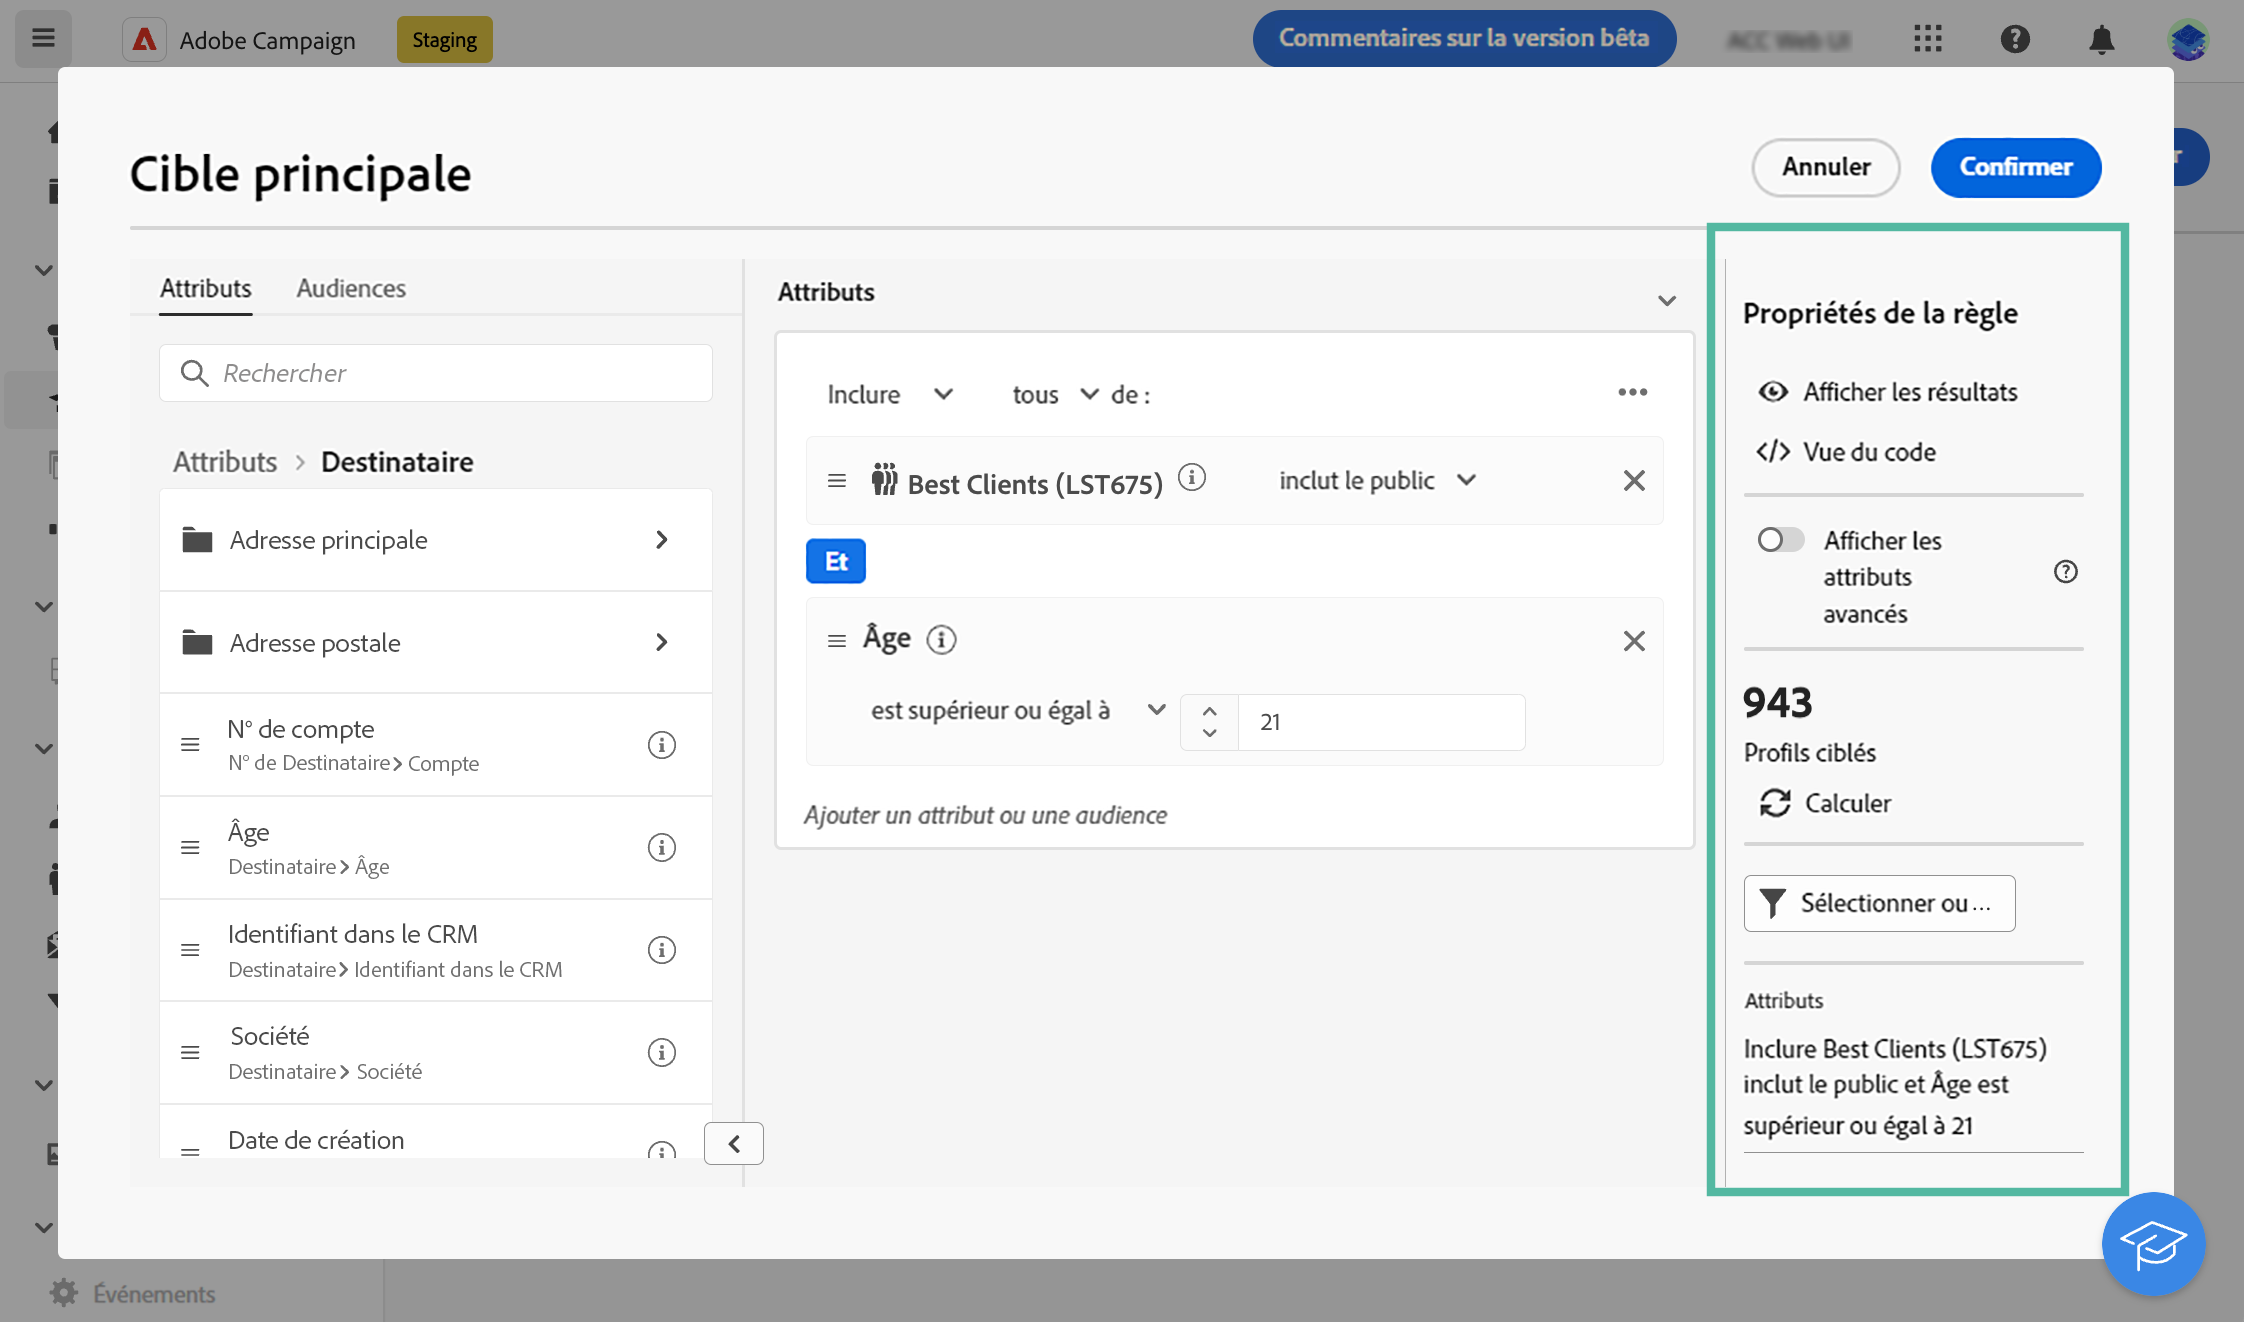 Adobe Campaign
Staging
Commentaires sur la version bêta
Cible principale
Annuler
Confirmer
Attributs
Audiences
Rechercher
Attributs > Destinataire
Adresse principale
Adresse postale
N° de compte
N° de Destinataire > Compte
Âge
Destinataire > Âge
Identifiant dans le CRM
Destinataire > Identifiant dans le CRM
Société
Destinataire > Société
Date de création
Attributs
Inclure tous de :
Best Clients (LST675) inclut le public
Et
Âge
est supérieur ou égal à 21
Ajouter un attribut ou une audience
Propriétés de la règle
Afficher les résultats
Vue du code
Afficher les
attributs
avancés
943
Profils ciblés
Calculer
Sélectionner ou...
Attributs
Inclure Best Clients (LST675)
inclut le public et Âge est
supérieur ou égal à 21
Événements